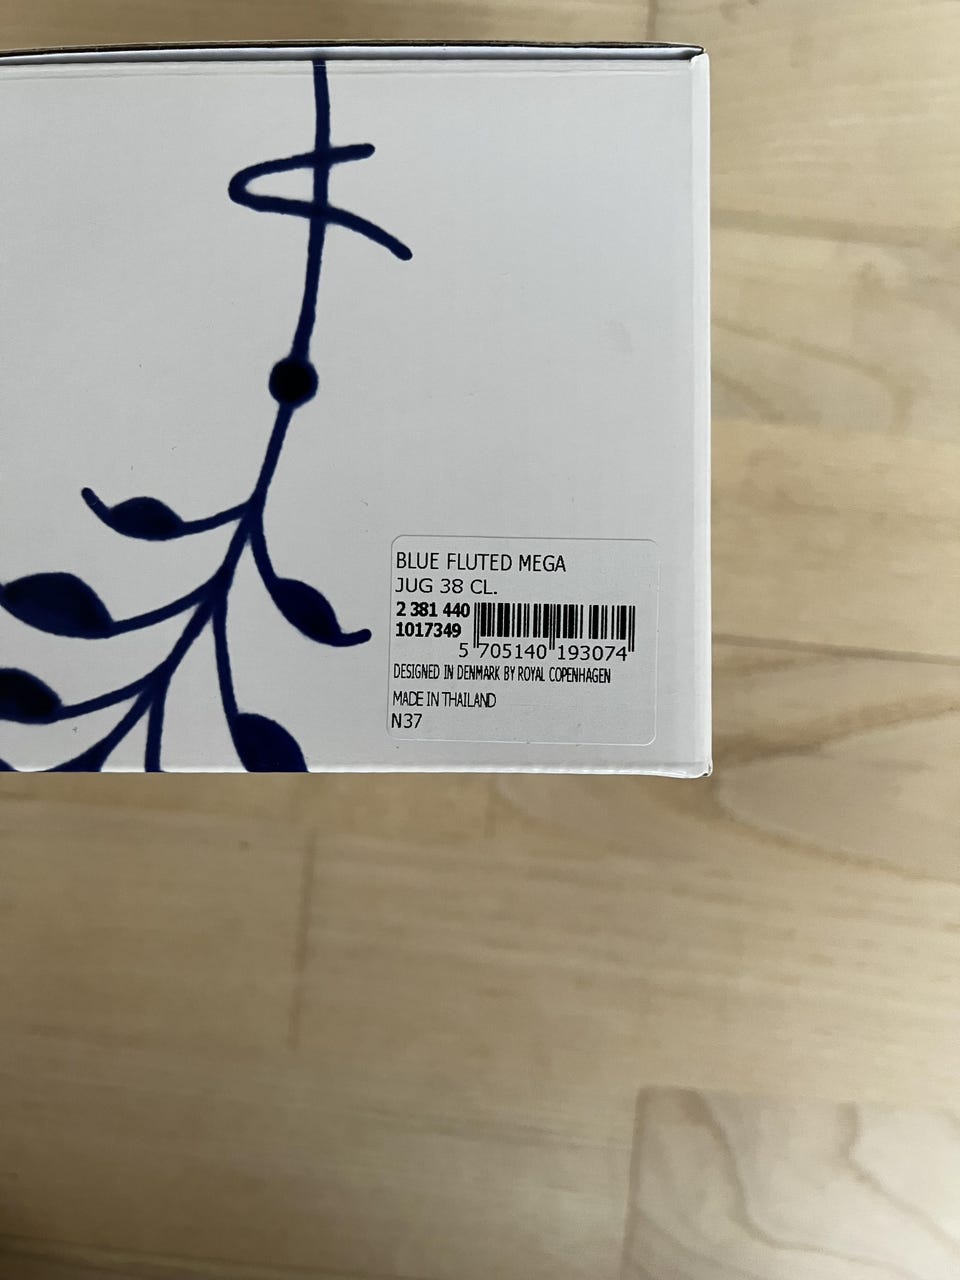 BLUE FLUTED MEGA
JUG 38 CL.
2 381 440
1017349
5 705140 193074
DESIGNED IN DENMARK BY ROYAL COPENHAGEN
MADE IN THAILAND
N37